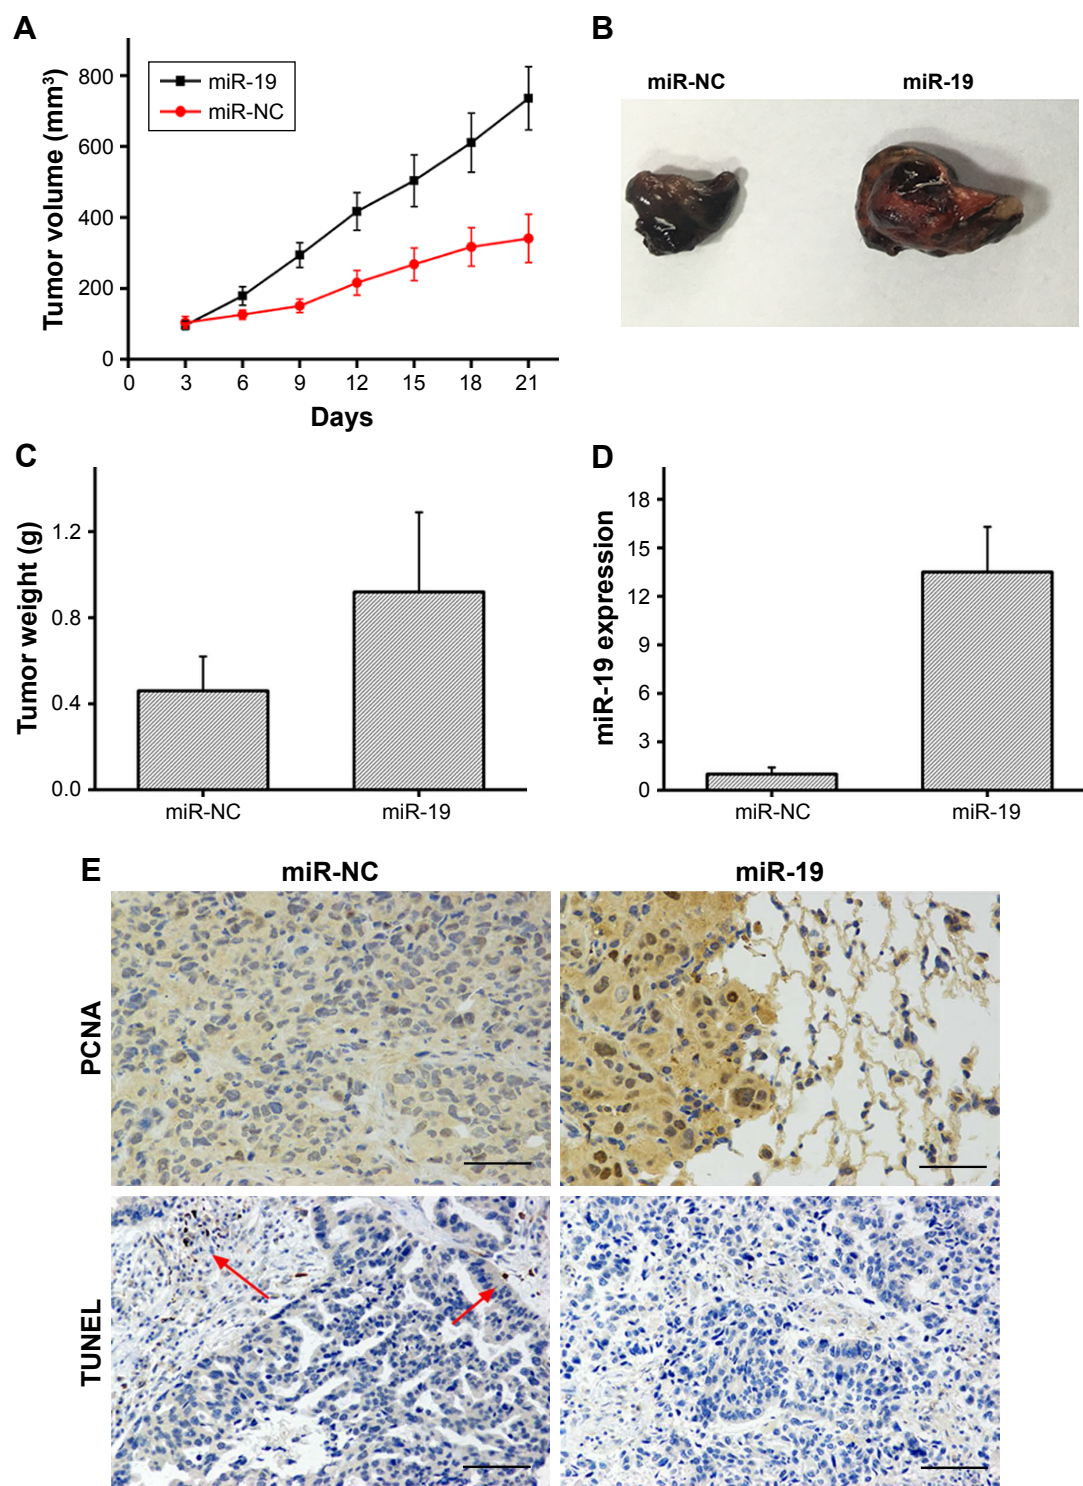 A
Tumor volume (mm³)
800
600
400
200
0
miR-19
miR-NC
0 3 6 9 12 15 18 21
Days
B
miR-NC miR-19
C
Tumor weight (g)
1.2
0.8
0.4
0.0
miR-NC miR-19
D
miR-19 expression
18
15
12
9
6
3
0
miR-NC miR-19
E
miR-NC miR-19
PCNA
TUNEL